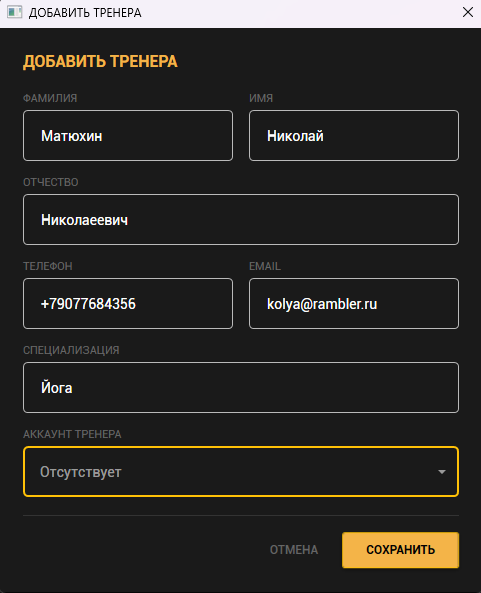 ДОБАВИТЬ ТРЕНЕРА
ДОБАВИТЬ ТРЕНЕРА
ФАМИЛИЯ ИМЯ
Матюхин Николай
ОТЧЕСТВО
Николаеевич
ТЕЛЕФОН EMAIL
+79077684356 kolya@rambler.ru
СПЕЦИАЛИЗАЦИЯ
Йога
АККАУНТ ТРЕНЕРА
Отсутствует
ОТМЕНА СОХРАНИТЬ